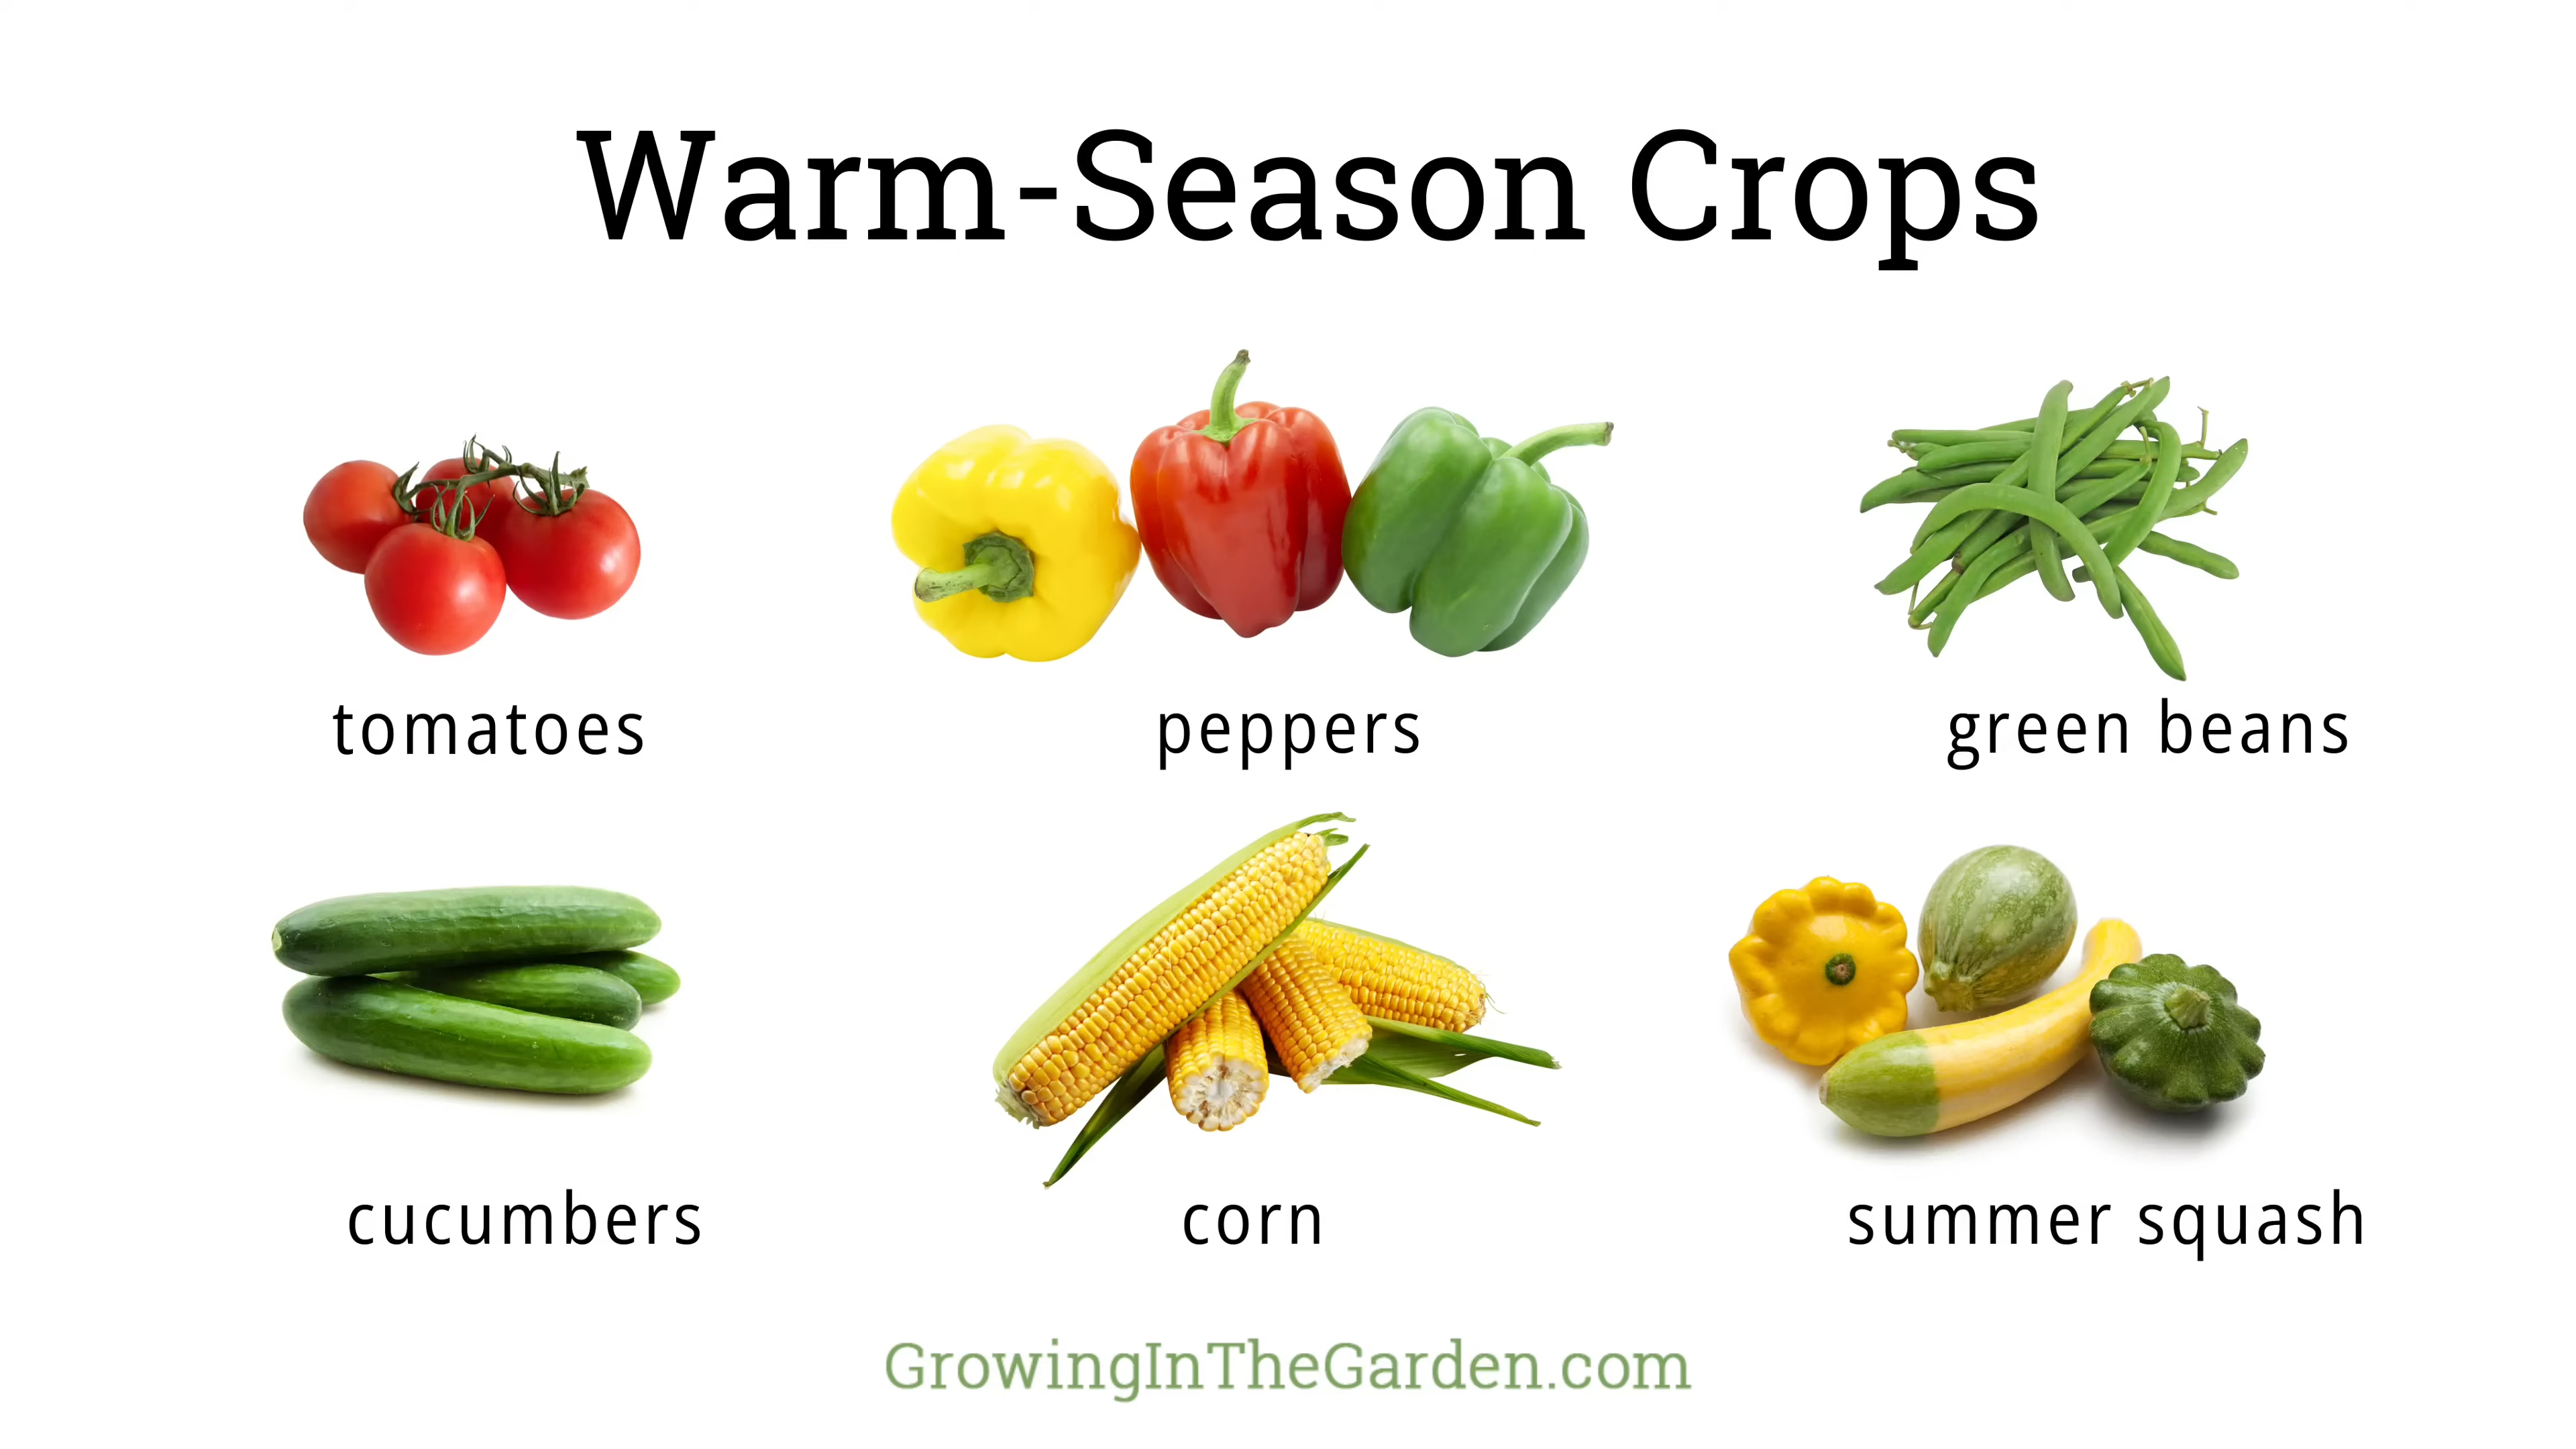 Warm-Season Crops
tomatoes
peppers
green beans
cucumbers
corn
summer squash
GrowingInTheGarden.com